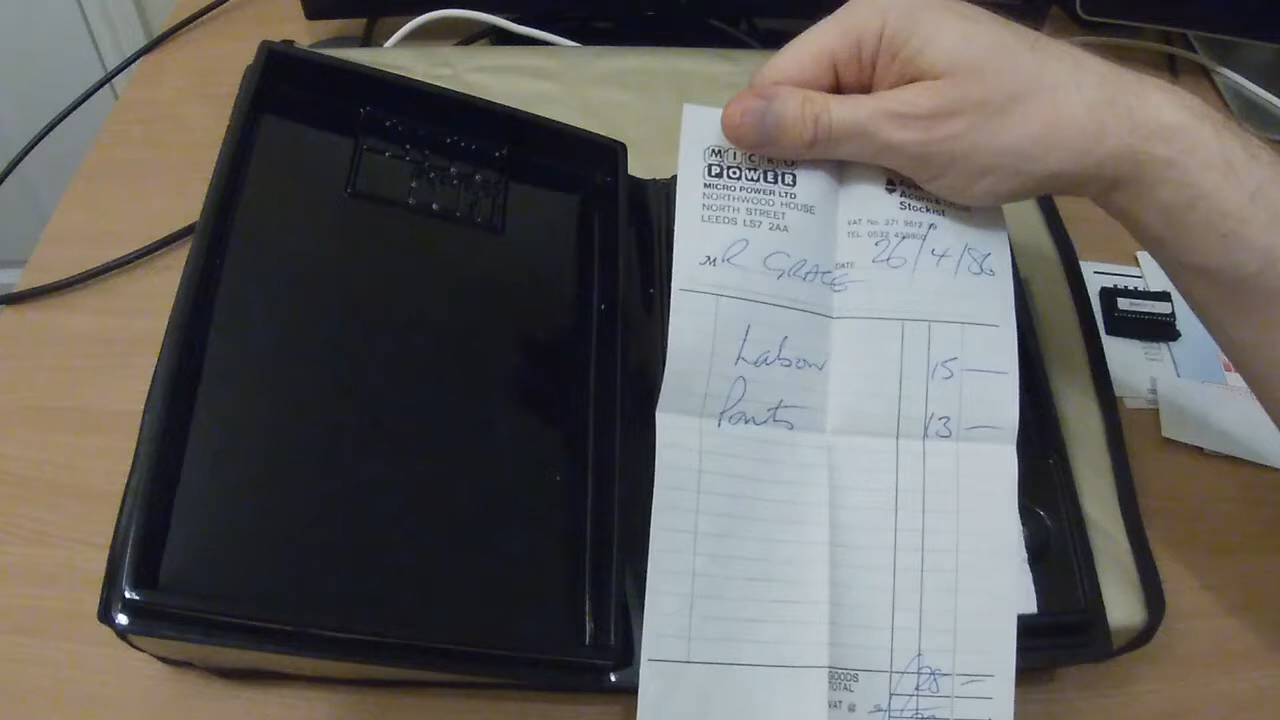 MICRO
POWER
MICRO POWER LTD
NORTHWOOD HOUSE
NORTH STREET
LEEDS LS7 2AA
Stockist
VAT No. 371 9612
TEL. 0532
MR GRACE
DATE 26/4/86
Labour 15 —
Parts 13 —
GOODS
TOTAL 28 —
VAT @